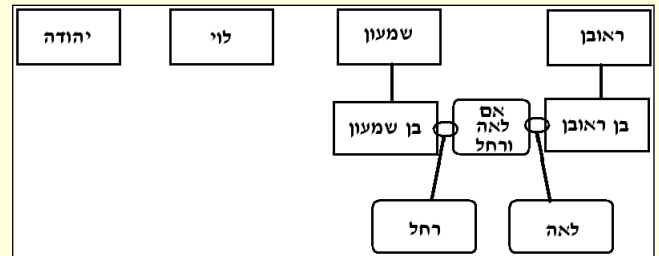 ראובן
שמעון
לוי
יהודה
בן ראובן
אם
לאה
ורחל
בן שמעון
לאה
רחל